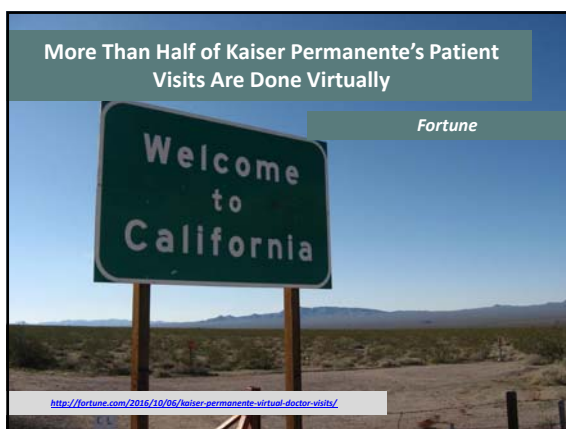 More Than Half of Kaiser Permanente’s Patient
Visits Are Done Virtually
Fortune
Welcome
to
California
http://fortune.com/2016/10/06/kaiser-permanente-virtual-doctor-visits/